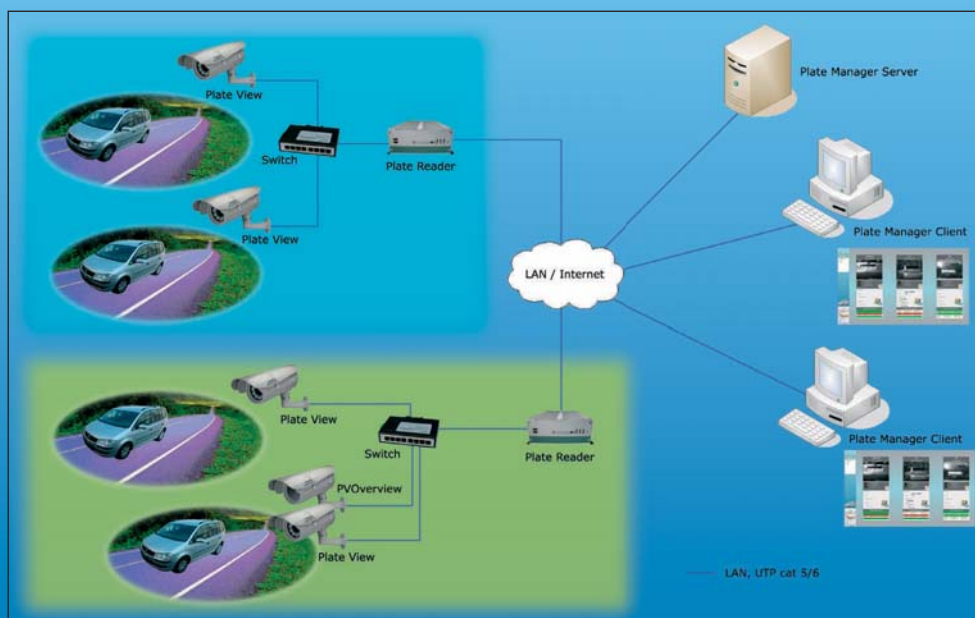 Plate View
Switch
Plate Reader
Plate View
Plate Manager Server
Plate Manager Client
LAN / Internet
Plate View
Switch
Plate Reader
PVOverview
Plate View
Plate Manager Client
LAN, UTP cat 5/6